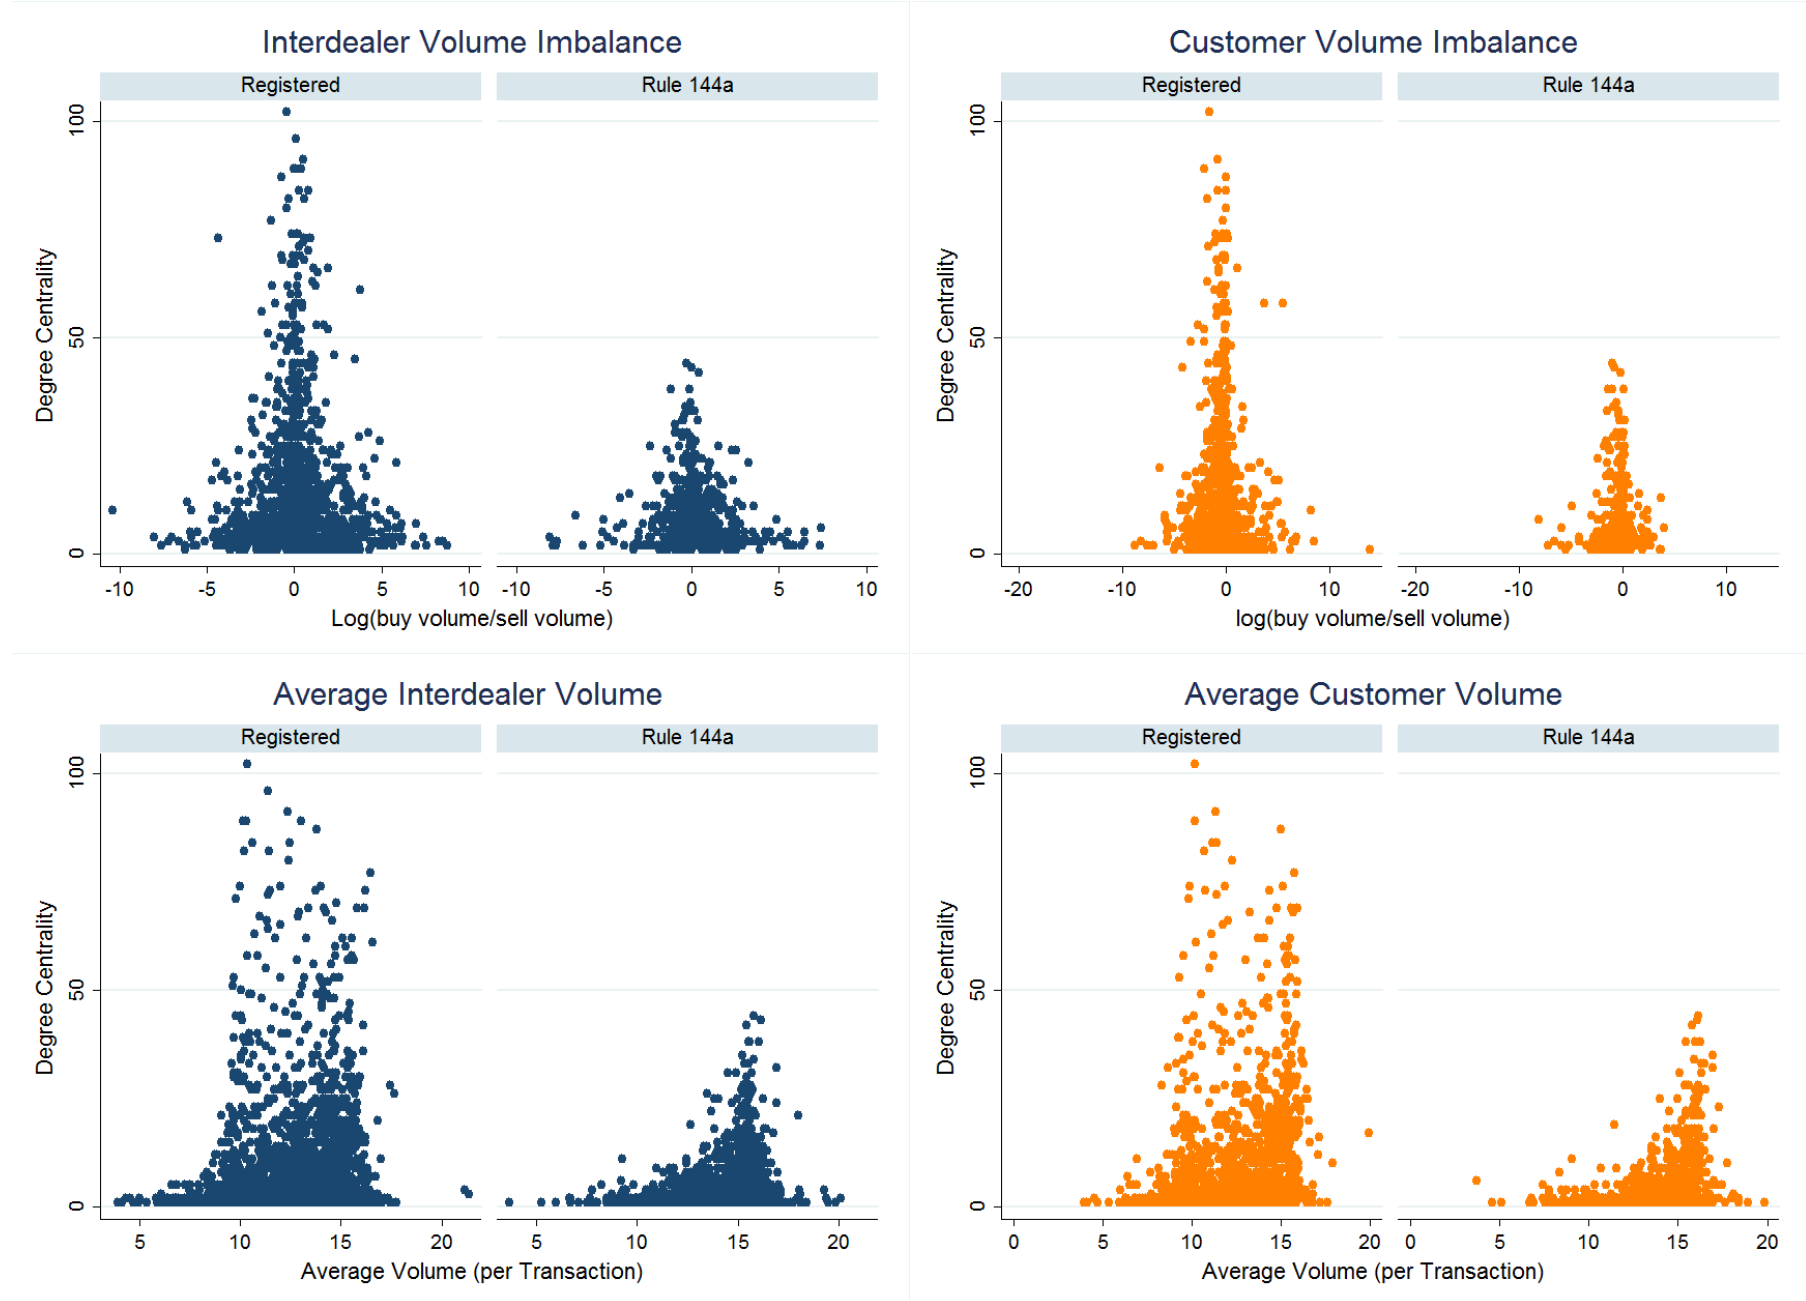 Interdealer Volume Imbalance
Registered
Rule 144a
Degree Centrality
100
50
0
-10 -5 0 5 10
-10 -5 0 5 10
Log(buy volume/sell volume)
Customer Volume Imbalance
Registered
Rule 144a
Degree Centrality
100
50
0
-20 -10 0 10
-20 -10 0 10
log(buy volume/sell volume)
Average Interdealer Volume
Registered
Rule 144a
Degree Centrality
100
50
0
5 10 15 20
5 10 15 20
Average Volume (per Transaction)
Average Customer Volume
Registered
Rule 144a
Degree Centrality
100
50
0
0 5 10 15 20
0 5 10 15 20
Average Volume (per Transaction)